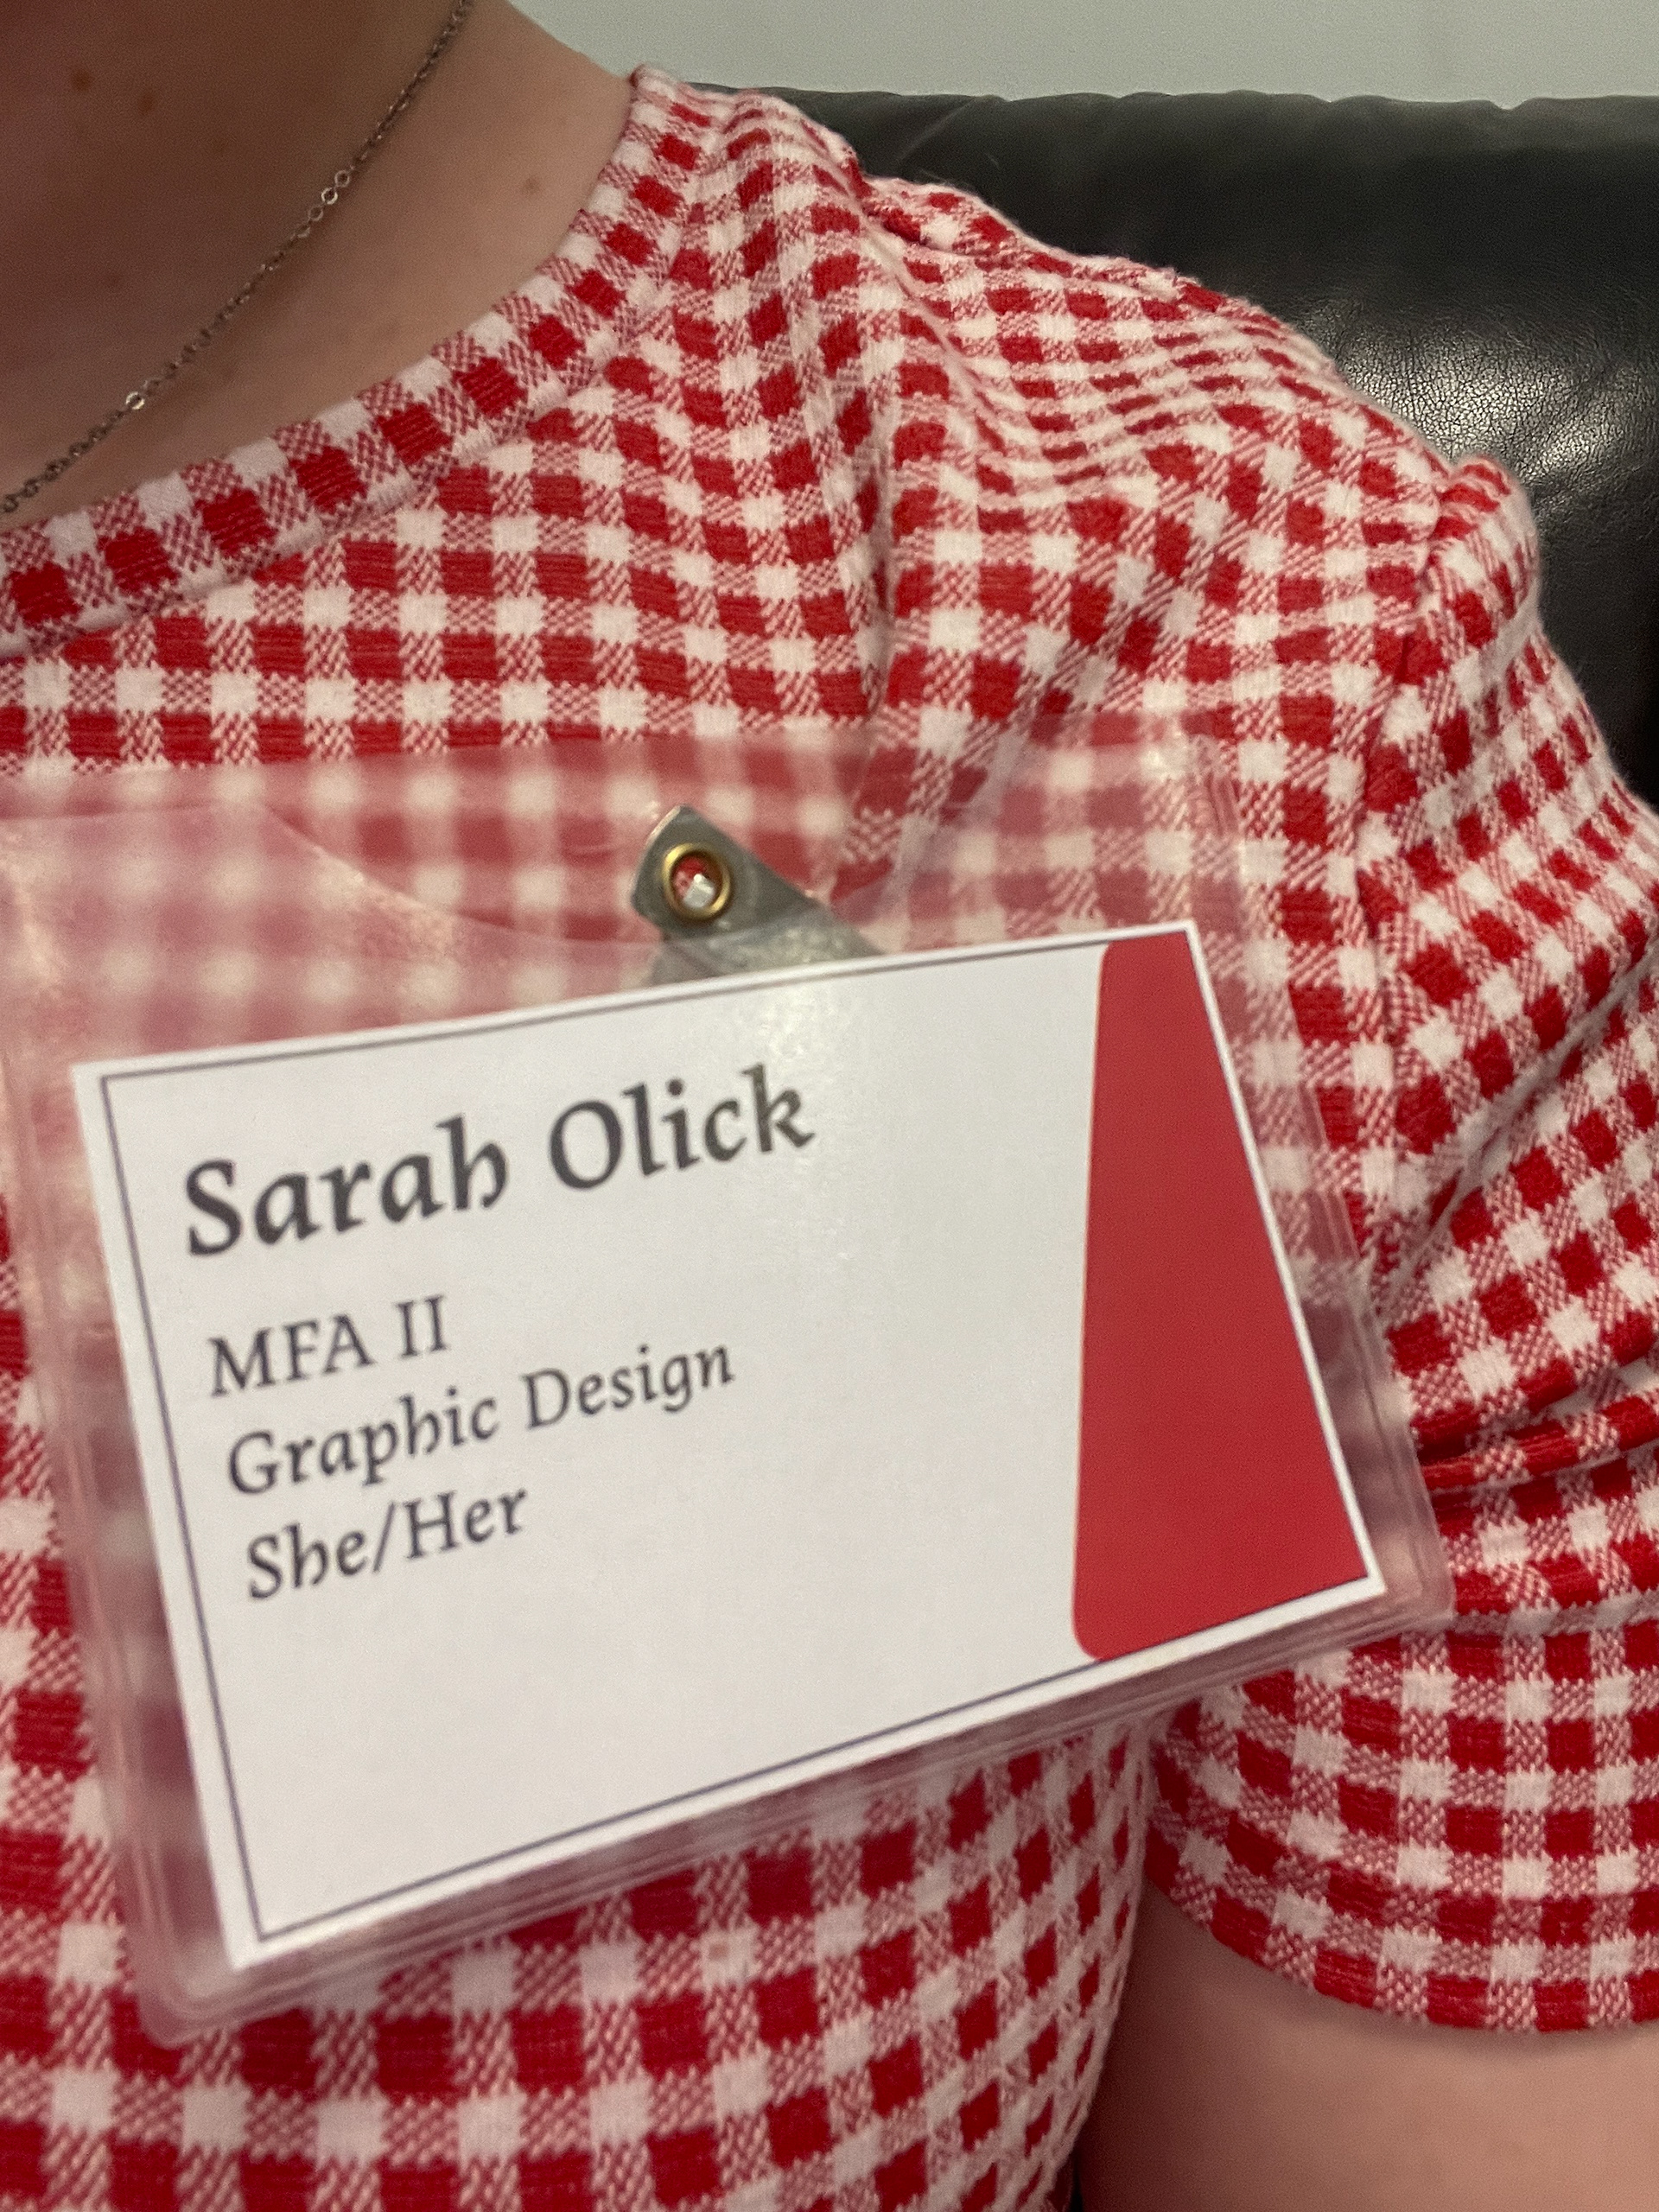 Sarah Olick
MFA II
Graphic Design
She/Her